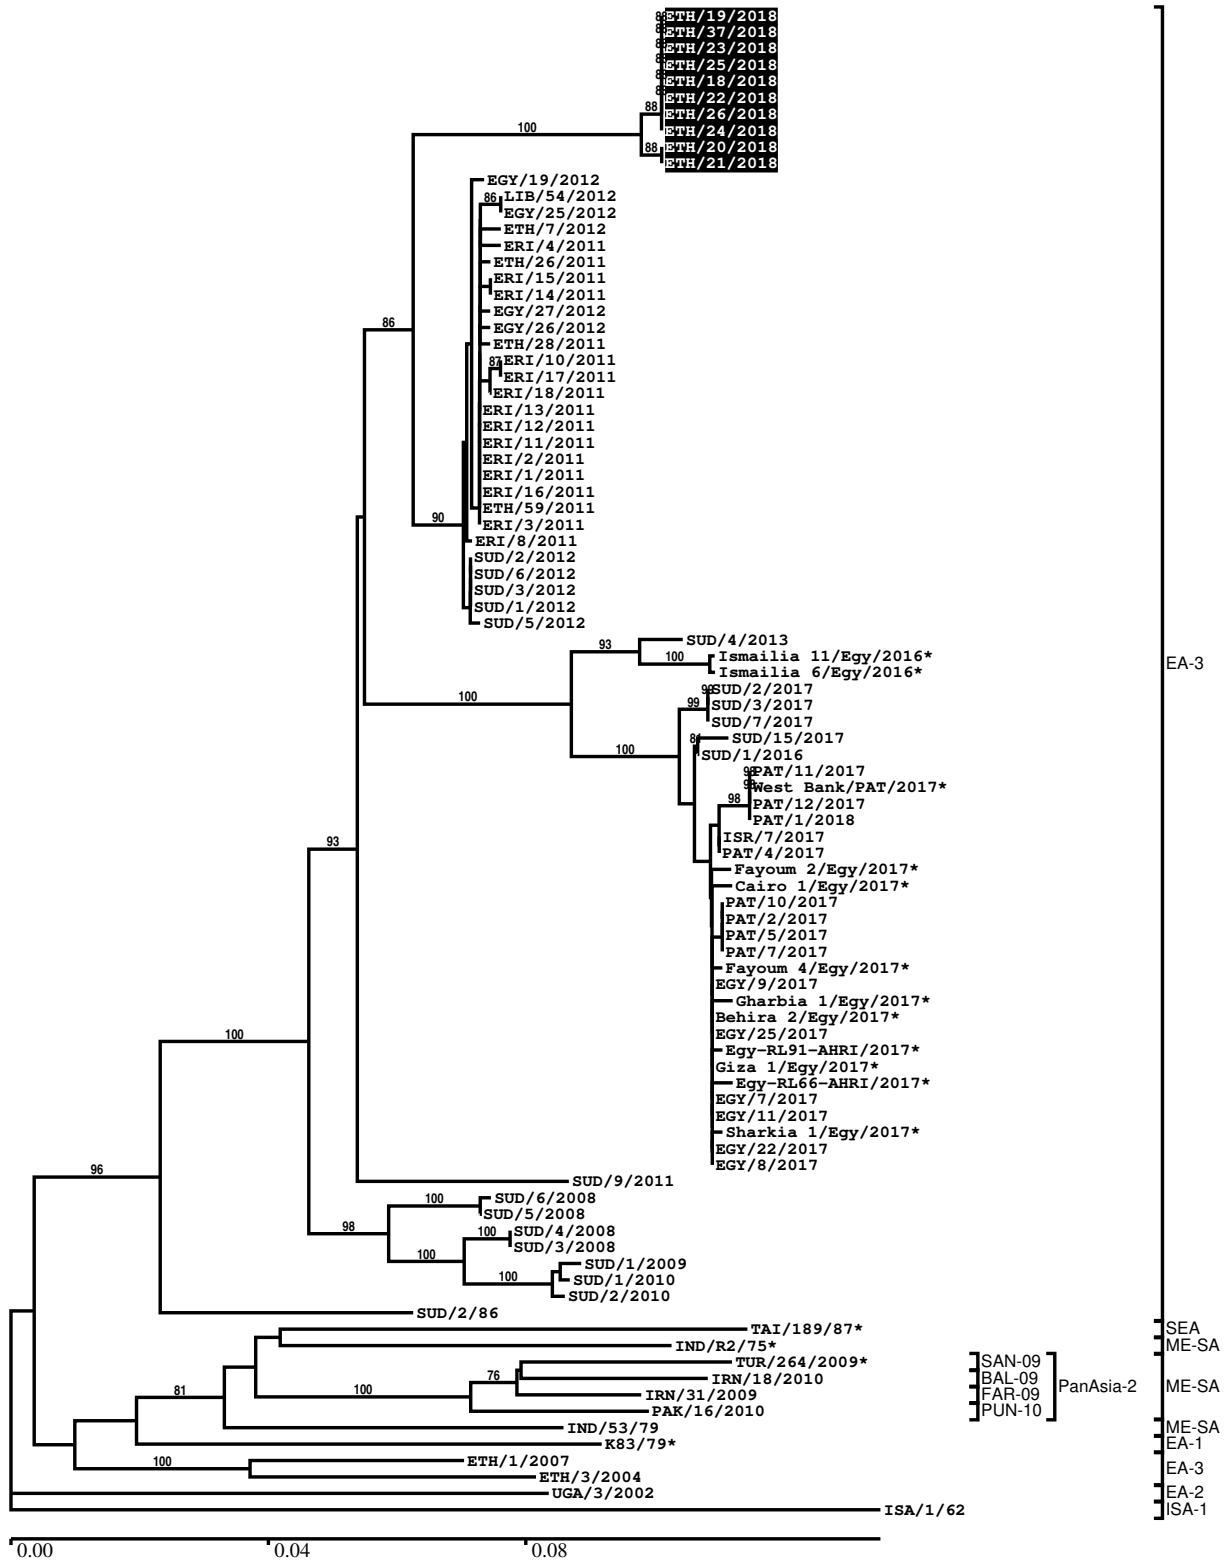 88 ETH/19/2018
88 ETH/37/2018
88 ETH/23/2018
88 ETH/25/2018
88 ETH/18/2018
88 ETH/22/2018
88 ETH/26/2018
ETH/24/2018
100
88 ETH/20/2018
ETH/21/2018
EGY/19/2012
86 LIB/54/2012
EGY/25/2012
ETH/7/2012
ERI/4/2011
ETH/26/2011
ERI/15/2011
ERI/14/2011
EGY/27/2012
86 EGY/26/2012
ETH/28/2011
87 ERI/10/2011
ERI/17/2011
ERI/18/2011
ERI/13/2011
ERI/12/2011
ERI/11/2011
ERI/2/2011
ERI/1/2011
ERI/16/2011
ETH/59/2011
90 ERI/3/2011
ERI/8/2011
SUD/2/2012
SUD/6/2012
SUD/3/2012
SUD/1/2012
SUD/5/2012
SUD/4/2013
93
100 Ismailia 11/Egy/2016*
EA-3
Ismailia 6/Egy/2016*
99 SUD/2/2017
100 99 SUD/3/2017
SUD/7/2017
SUD/15/2017
100 SUD/1/2016
98 PAT/11/2017
98 West Bank/PAT/2017*
98 PAT/12/2017
PAT/1/2018
ISR/7/2017
93 PAT/4/2017
Fayoum 2/Egy/2017*
Cairo 1/Egy/2017*
PAT/10/2017
PAT/2/2017
PAT/5/2017
PAT/7/2017
Fayoum 4/Egy/2017*
EGY/9/2017
Gharbia 1/Egy/2017*
Behira 2/Egy/2017*
100 EGY/25/2017
Egy-RL91-AHRI/2017*
Giza 1/Egy/2017*
Egy-RL66-AHRI/2017*
EGY/7/2017
EGY/11/2017
Sharkia 1/Egy/2017*
EGY/22/2017
96 EGY/8/2017
SUD/9/2011
100 SUD/6/2008
SUD/5/2008
98 100 SUD/4/2008
SUD/3/2008
100
SUD/1/2009
100 SUD/1/2010
SUD/2/2010
SUD/2/86
TAI/189/87* SEA
IND/R2/75* ME-SA
TUR/264/2009* SAN-09
76 IRN/18/2010 BAL-09
PanAsia-2 ME-SA
81 100 IRN/31/2009 FAR-09
PAK/16/2010 PUN-10
IND/53/79 ME-SA
K83/79* EA-1
100 ETH/1/2007
EA-3
ETH/3/2004
UGA/3/2002 EA-2
ISA/1/62 ISA-1
0.00 0.04 0.08